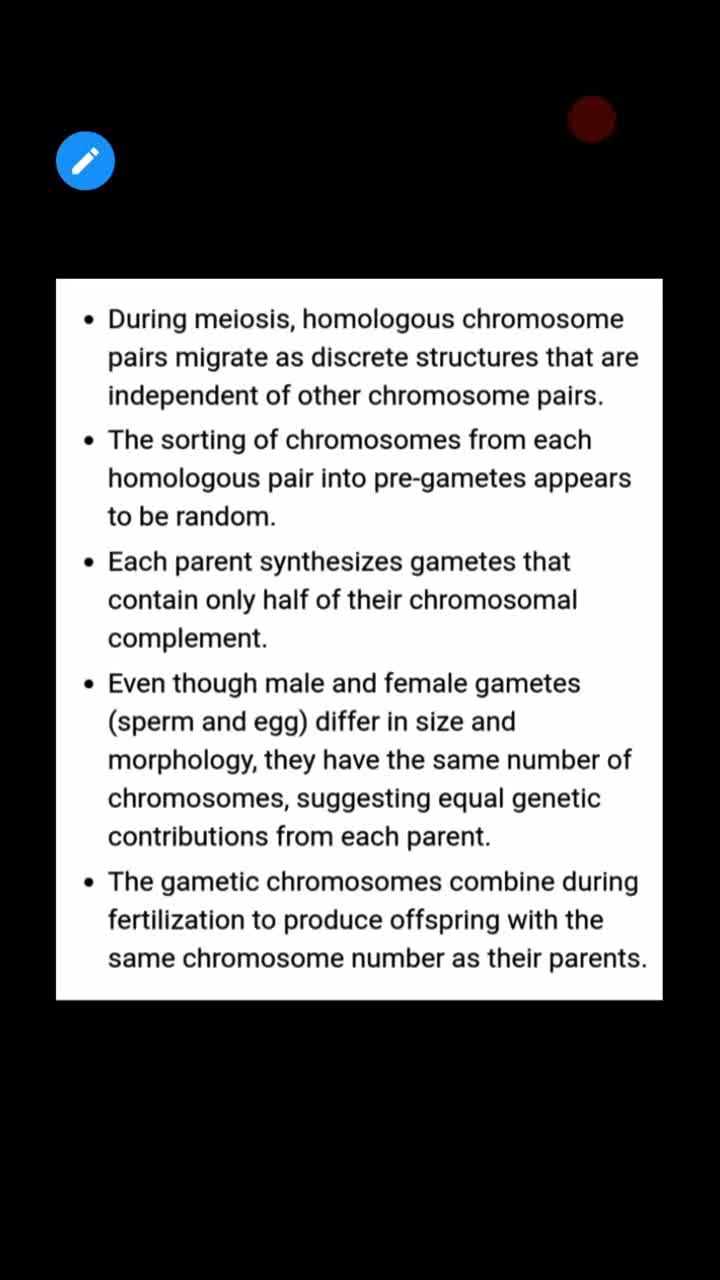 • During meiosis, homologous chromosome
pairs migrate as discrete structures that are
independent of other chromosome pairs.
• The sorting of chromosomes from each
homologous pair into pre-gametes appears
to be random.
• Each parent synthesizes gametes that
contain only half of their chromosomal
complement.
• Even though male and female gametes
(sperm and egg) differ in size and
morphology, they have the same number of
chromosomes, suggesting equal genetic
contributions from each parent.
• The gametic chromosomes combine during
fertilization to produce offspring with the
same chromosome number as their parents.